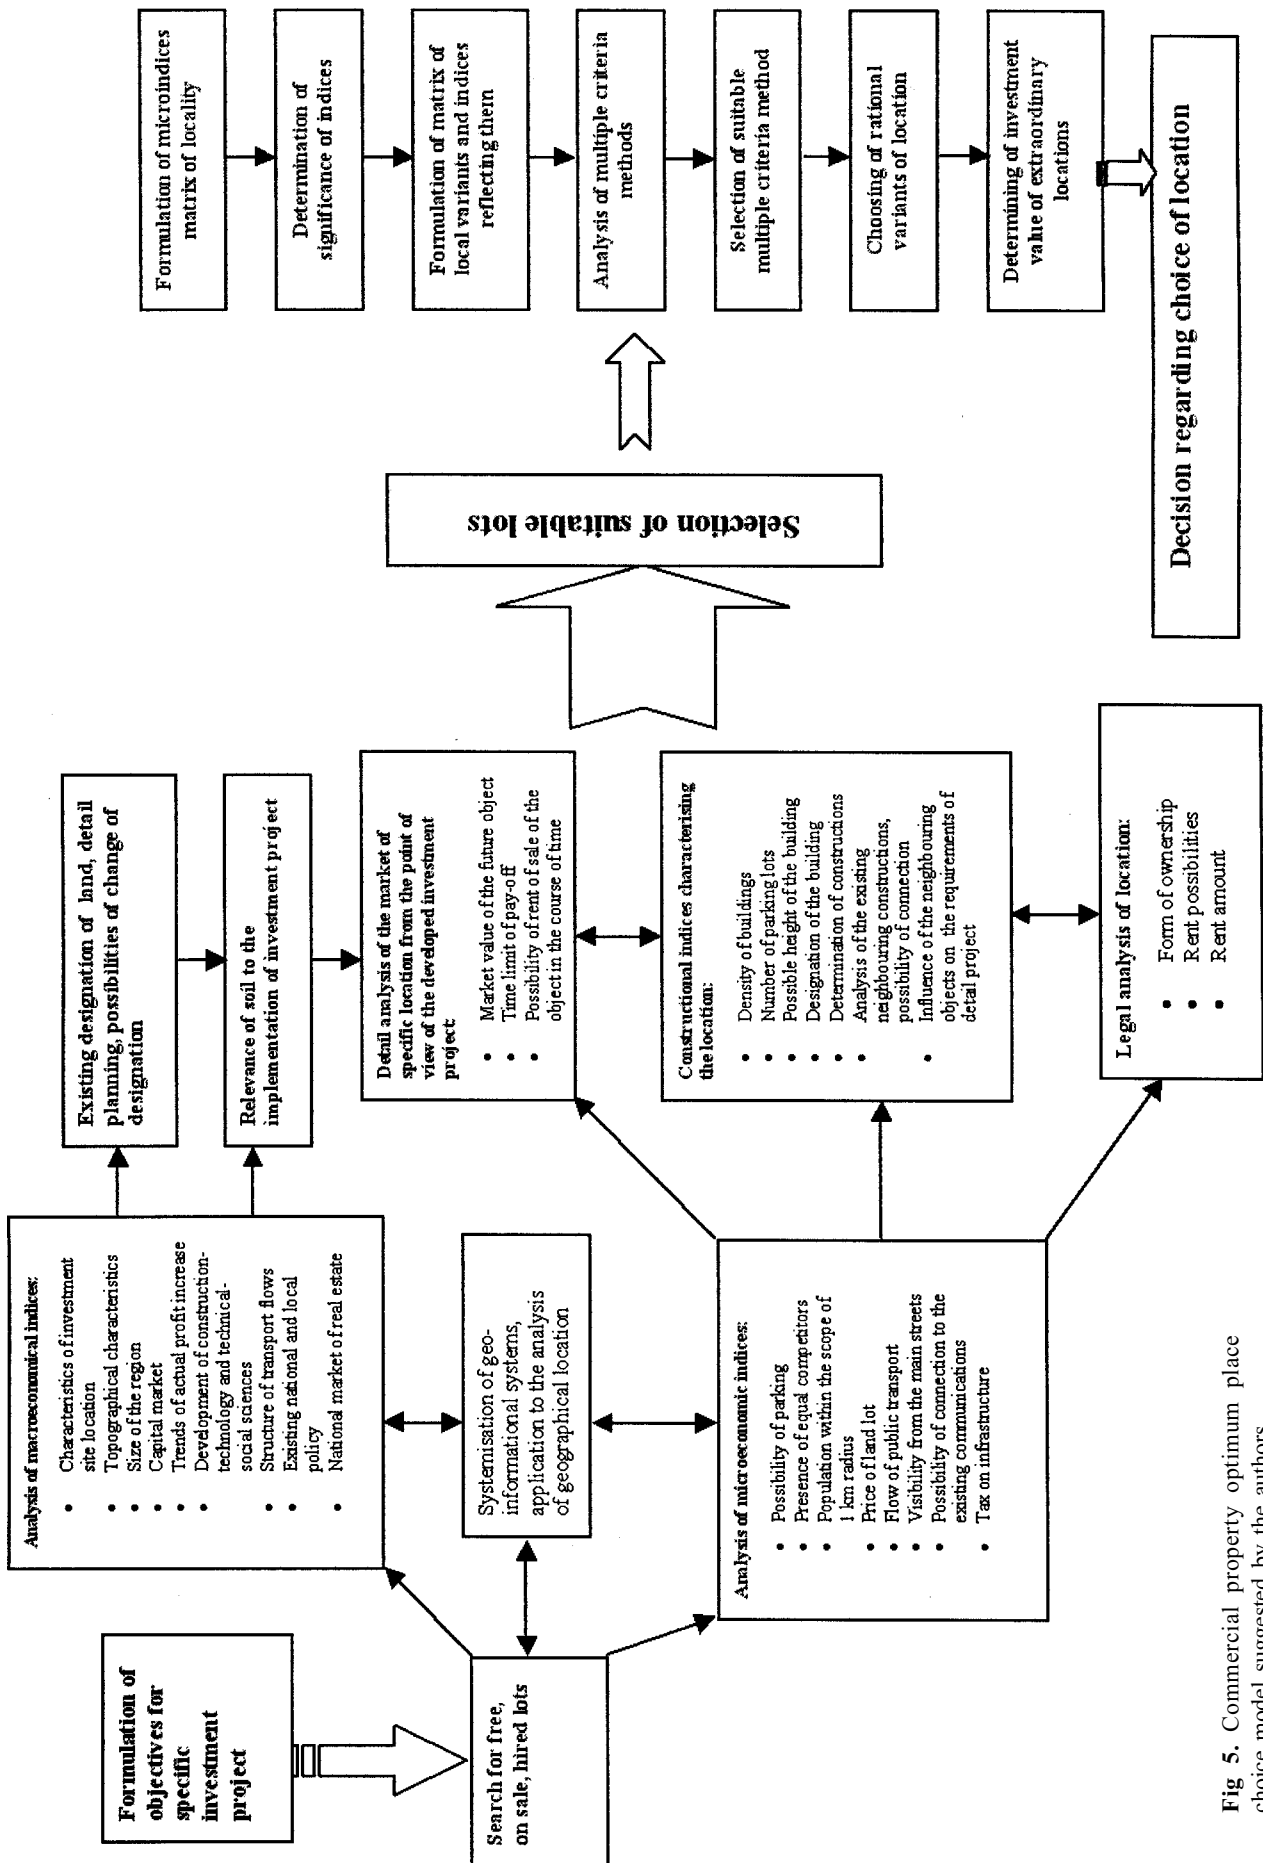 Formulation of
objectives for
specific
investment
project
Search for free,
on sale, hired lots
Analysis of macroeconomical indices:
• Characteristics of investment
site location
• Topographical characteristics
• Size of the region
• Capital market
• Trends of actual profit increase
• Development of construction-
technology and technical-
social sciences
• Structure of transport flows
• Existing national and local
policy
• National market of real estate
Systemisation of geo-
informational systems,
application to the analysis
of geographical location
Analysis of microeconomic indices:
• Possibility of parking
• Presence of equal competitors
• Population within the scope of
1 km radius
• Price of land lot
• Flow of public transport
• Visibility from the main streets
• Possibility of connection to the
existing communications
• Tax on infrastructure
Existing designation of land, detail
planning, possibilities of change of
designation
Relevance of soil to the
implementation of investment project
Detail analysis of the market of
specific location from the point of
view of the developed investment
project:
• Market value of the future object
• Time limit of pay-off
• Possibility of rent of sale of the
object in the course of time
Constructional indices characterising
the location:
• Density of buildings
• Number of parking lots
• Possible height of the building
• Designation of the building
• Determination of constructions
• Analysis of the existing
neighbouring constructions,
possibility of connection
• Influence of the neighbouring
objects on the requirements of
detail project
Legal analysis of location:
• Form of ownership
• Rent possibilities
• Rent amount
Selection of suitable lots
Formulation of microindices
matrix of locality
Determination of
significance of indices
Formulation of matrix of
local variants and indices
reflecting them
Analysis of multiple criteria
methods
Selection of suitable
multiple criteria method
Choosing of rational
variants of location
Determining of investment
value of extraordinary
locations
Decision regarding choice of location
Fig 5. Commercial property optimum place
choice model suggested by the authors